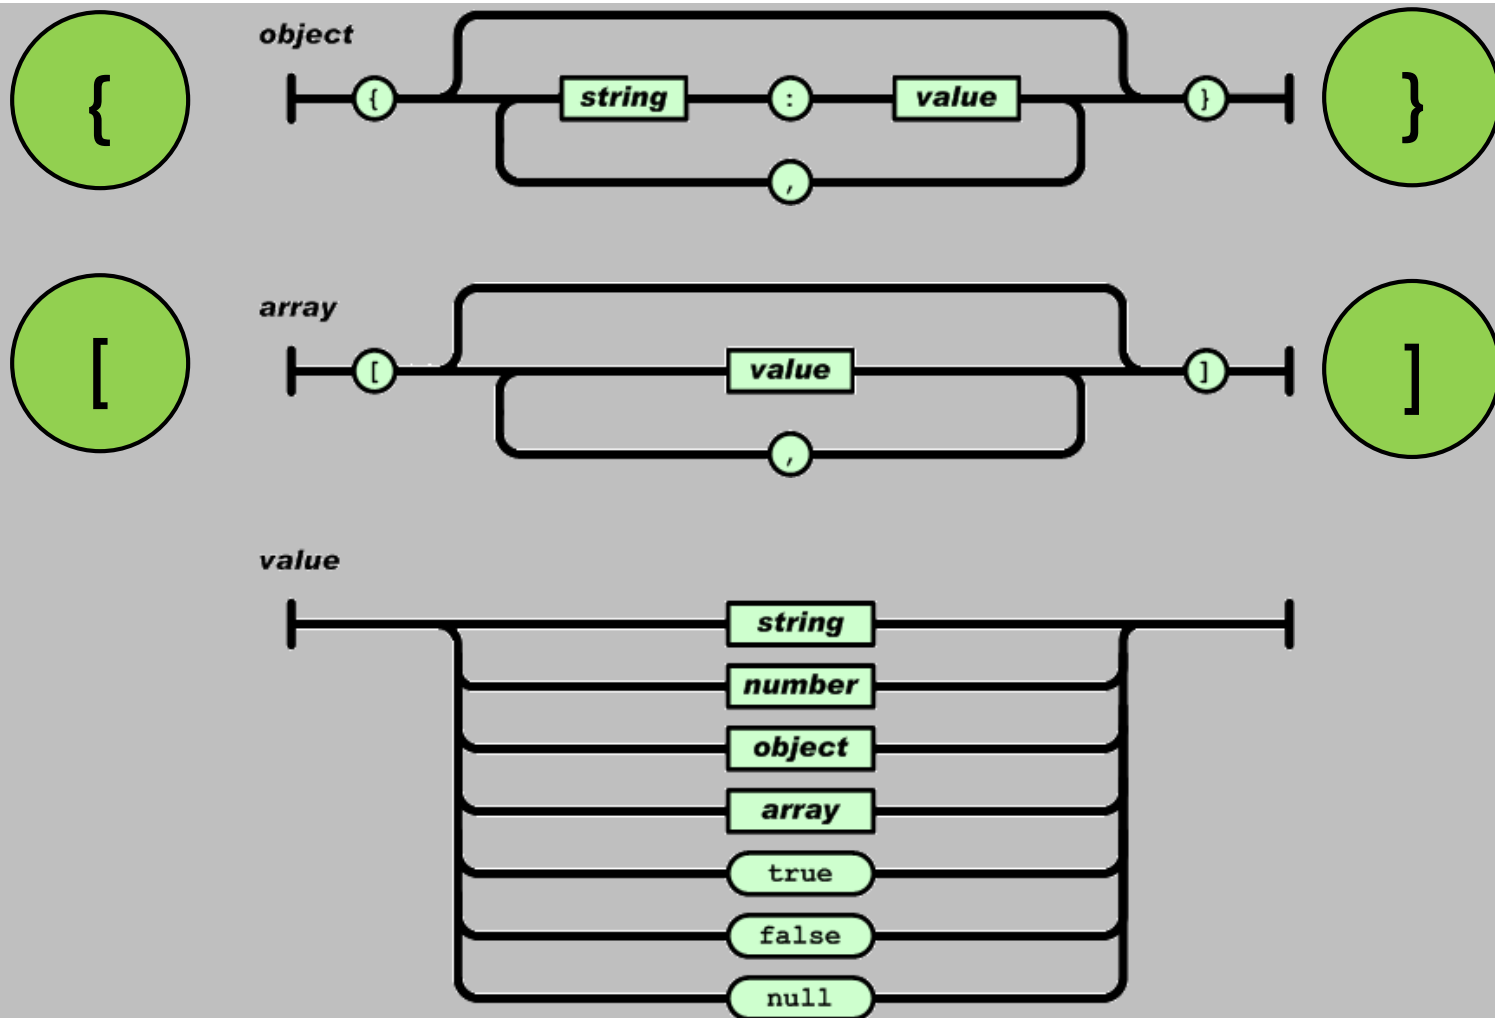 object
{ { string : value } }
,
array
[ [ value ] ]
,
value
string
number
object
array
true
false
null